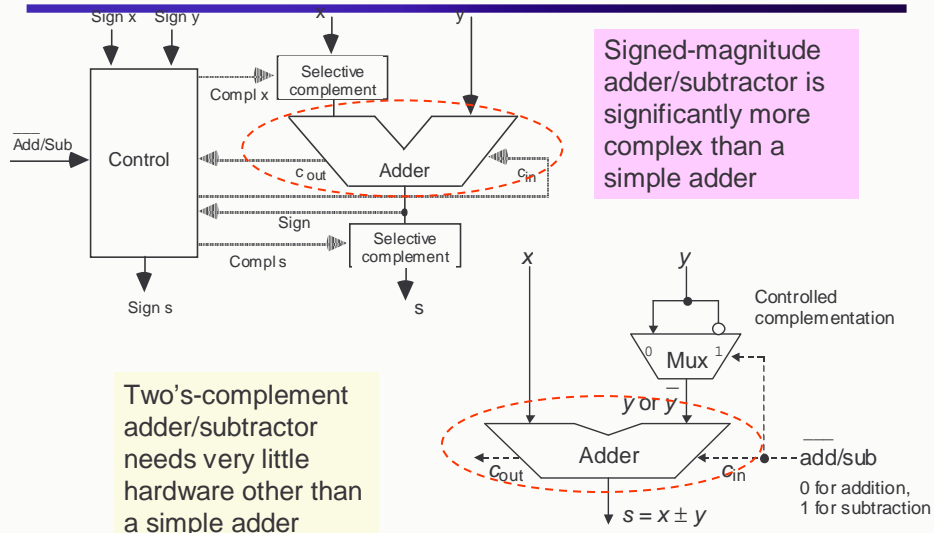 Sign x Sign y
x
y
Selective
complement
Compl x
Signed-magnitude
adder/subtractor is
significantly more
complex than a
simple adder
Add/Sub
Control
c out
Adder
c in
Sign
Selective
complement
Compl s
Sign s
s
x
y
Controlled
complementation
0 Mux 1
y or y̅
Two's-complement
adder/subtractor
needs very little
hardware other than
a simple adder
c out
Adder
c in
add/sub
0 for addition,
1 for subtraction
s = x ± y